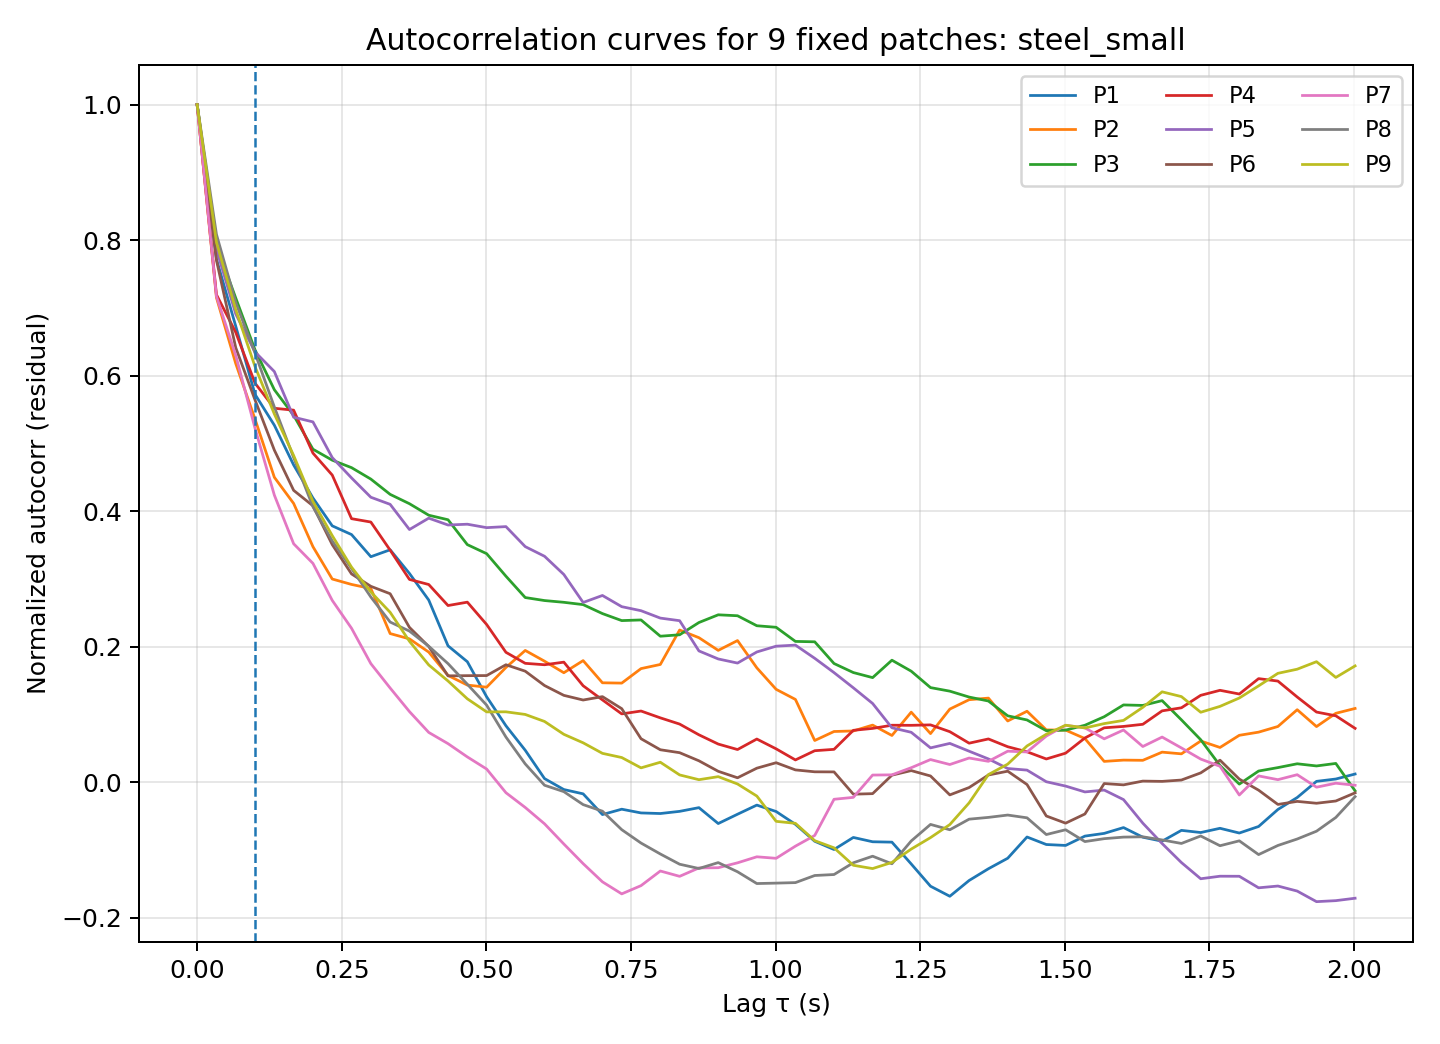 Autocorrelation curves for 9 fixed patches: steel_small
Normalized autocorr (residual)
1.0
0.8
0.6
0.4
0.2
0.0
−0.2
P1 P4 P7
P2 P5 P8
P3 P6 P9
0.00 0.25 0.50 0.75 1.00 1.25 1.50 1.75 2.00
Lag τ (s)